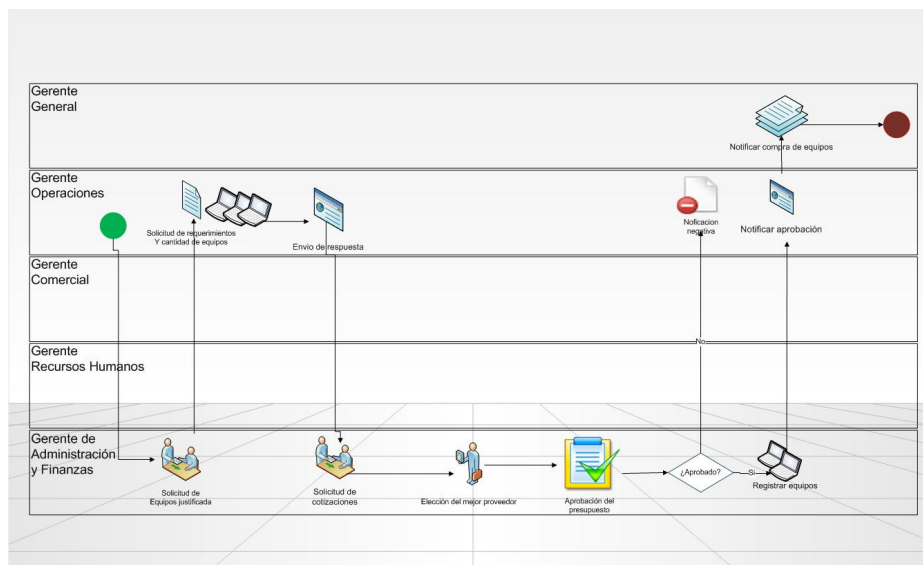 Gerente
General
Notificar compra de equipos
Gerente
Operaciones
Solicitud de requerimientos
Y cantidad de equipos
Envio de respuesta
Noficacion
negativa
Notificar aprobación
Gerente
Comercial
No
Gerente
Recursos Humanos
Gerente de
Administración
y Finanzas
Solicitud de
Equipos justificada
Solicitud de
cotizaciones
Elección del mejor proveedor
Aprobación del
presupuesto
¿Aprobado?
Si
Registrar equipos